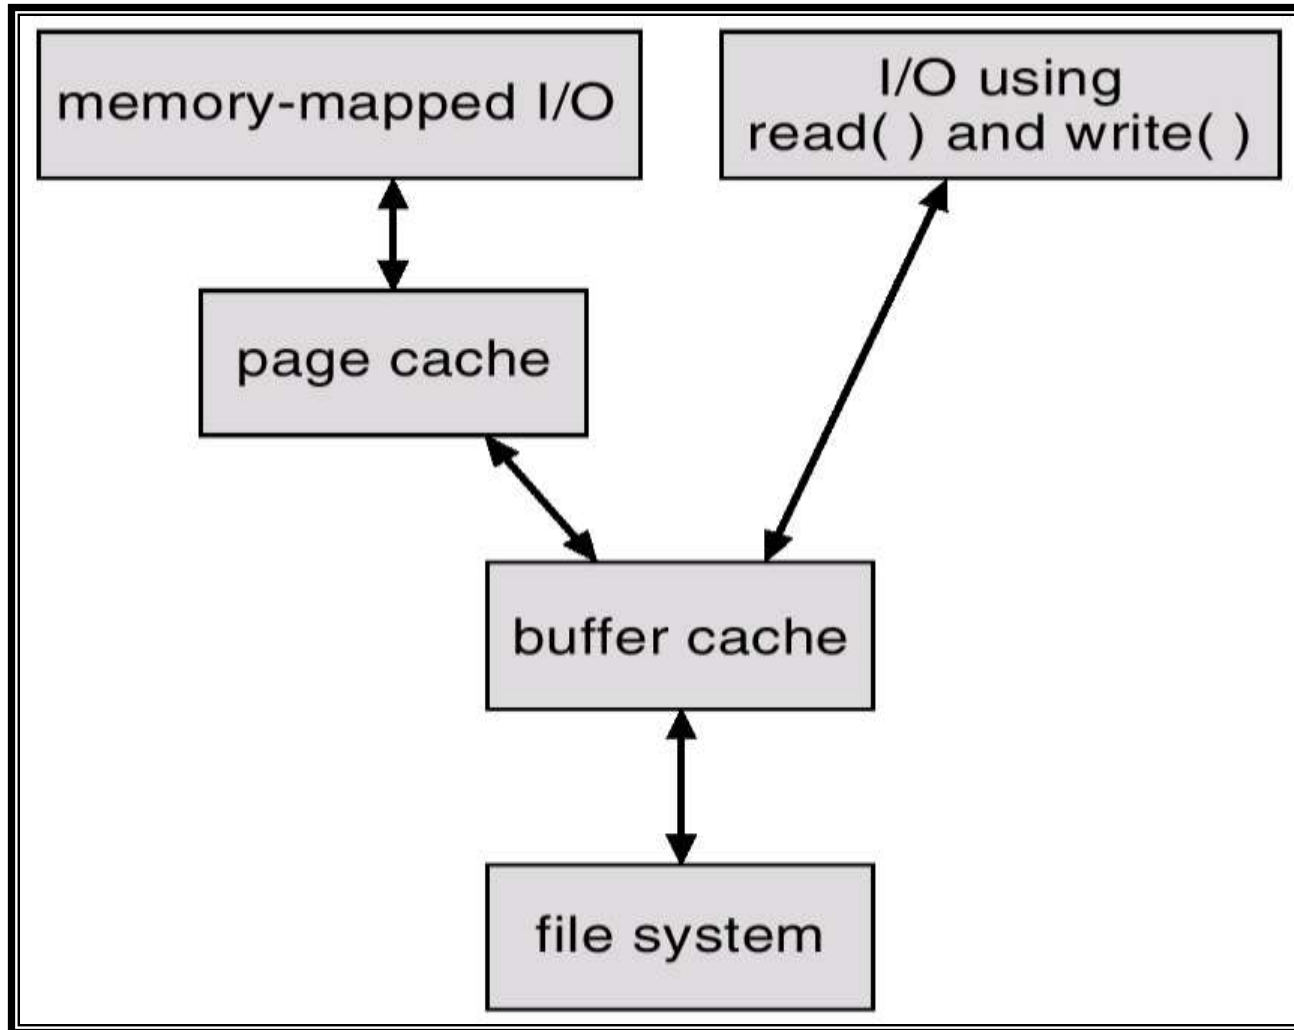 memory-mapped I/O
I/O using
read( ) and write( )
page cache
buffer cache
file system